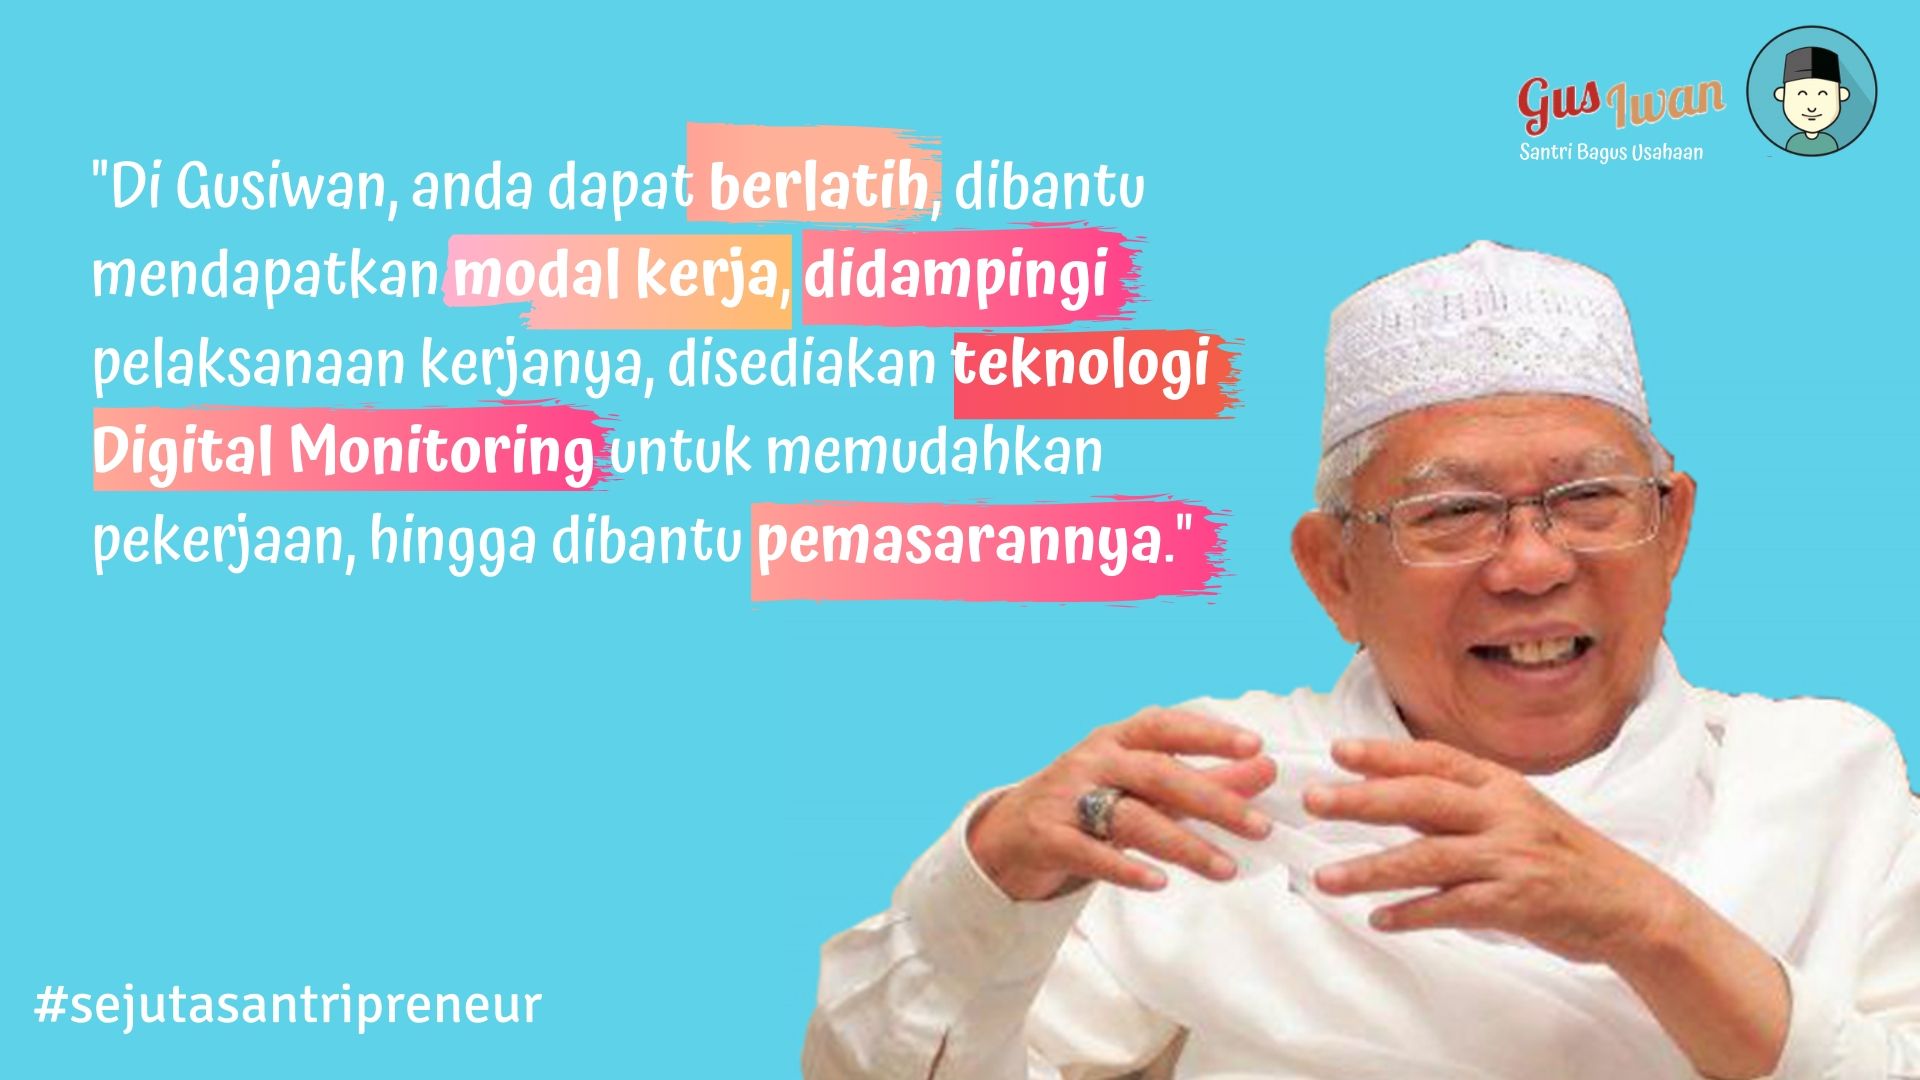 Gus Iwan
Santri Bagus Usahaan
"Di Gusiwan, anda dapat berlatih, dibantu
mendapatkan modal kerja, didampingi
pelaksanaan kerjanya, disediakan teknologi
Digital Monitoring untuk memudahkan
pekerjaan, hingga dibantu pemasarannya."
#sejutasantripreneur